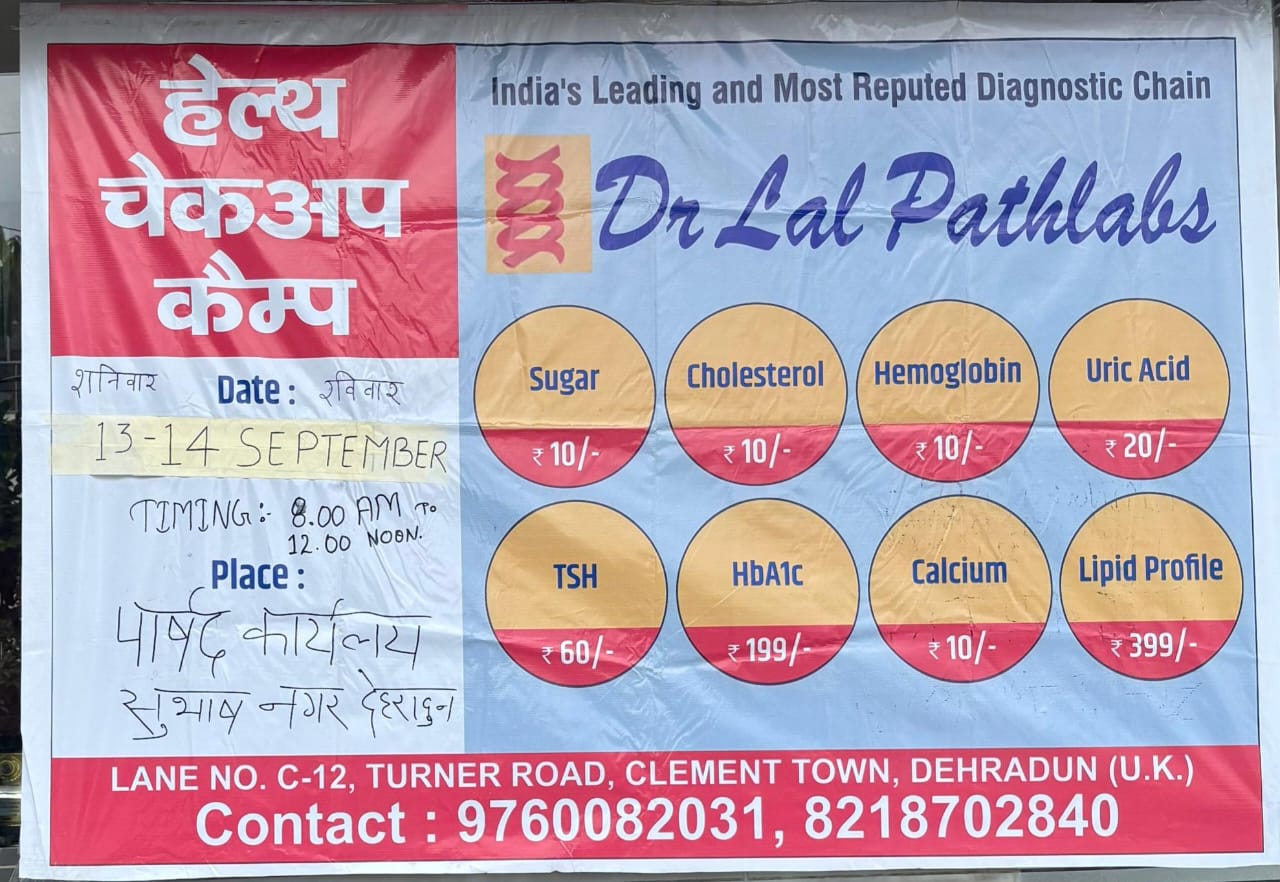 हेल्थ
चेकअप
कैम्प
शनिवार Date : रविवार
13-14 SEPTEMBER
TIMING:- 8.00 AM TO
12.00 NOON.
Place :
पार्षद कार्यलय
सुभाष नगर देहरादुन
India's Leading and Most Reputed Diagnostic Chain
Dr Lal Pathlabs
Sugar
₹ 10/-
Cholesterol
₹ 10/-
Hemoglobin
₹ 10/-
Uric Acid
₹ 20/-
TSH
₹ 60/-
HbA1c
₹ 199/-
Calcium
₹ 10/-
Lipid Profile
₹ 399/-
LANE NO. C-12, TURNER ROAD, CLEMENT TOWN, DEHRADUN (U.K.)
Contact : 9760082031, 8218702840